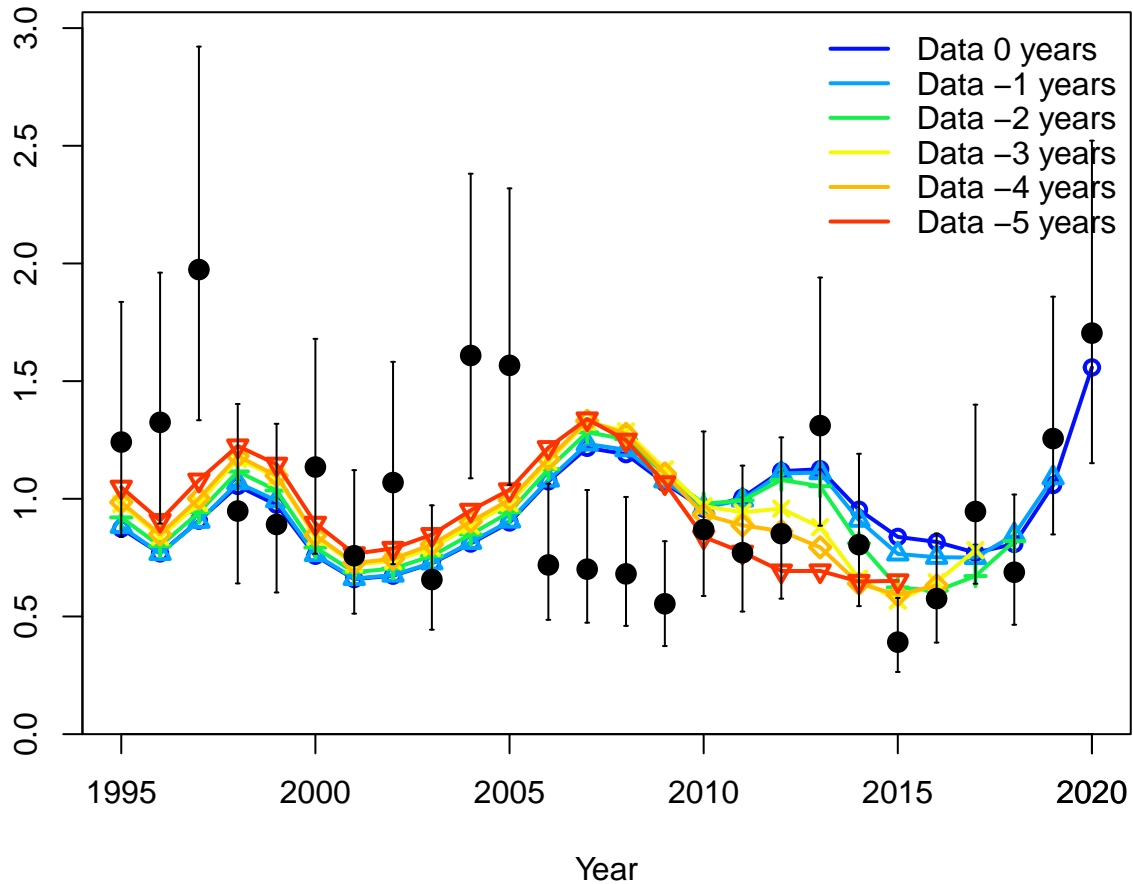 3.0
2.5
2.0
1.5
1.0
0.5
0.0
Data 0 years
Data −1 years
Data −2 years
Data −3 years
Data −4 years
Data −5 years
1995 2000 2005 2010 2015 2020
Year